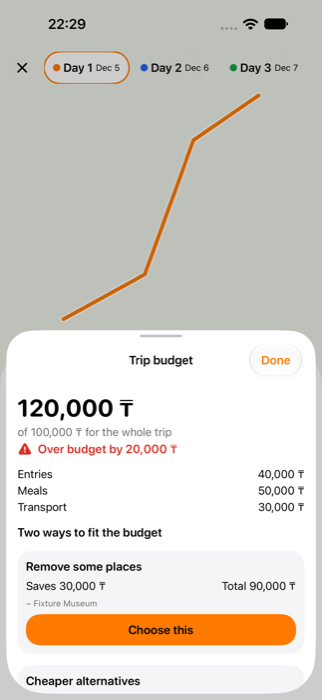 22:29
Day 1 Dec 5
Day 2 Dec 6
Day 3 Dec 7
Trip budget
Done
120,000 ₸
of 100,000 ₸ for the whole trip
Over budget by 20,000 ₸
Entries 40,000 ₸
Meals 50,000 ₸
Transport 30,000 ₸
Two ways to fit the budget
Remove some places
Saves 30,000 ₸ Total 90,000 ₸
− Fixture Museum
Choose this
Cheaper alternatives